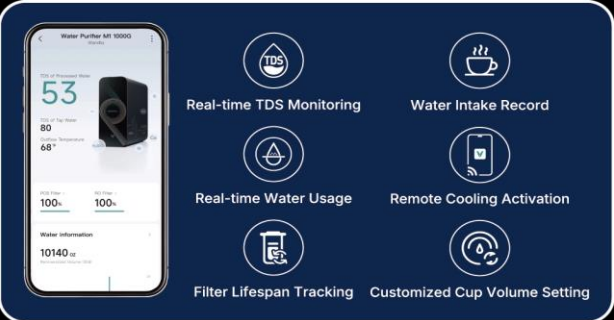 Water Purifier M1 1000G
TDS of Processed Water
53
TDS of Tap Water
80
Outflow Temperature
68°
PCB Filter
RO Filter
100%
100%
Water information
10140 oz
TDS
Real-time TDS Monitoring
Water Intake Record
Real-time Water Usage
Remote Cooling Activation
Filter Lifespan Tracking
Customized Cup Volume Setting